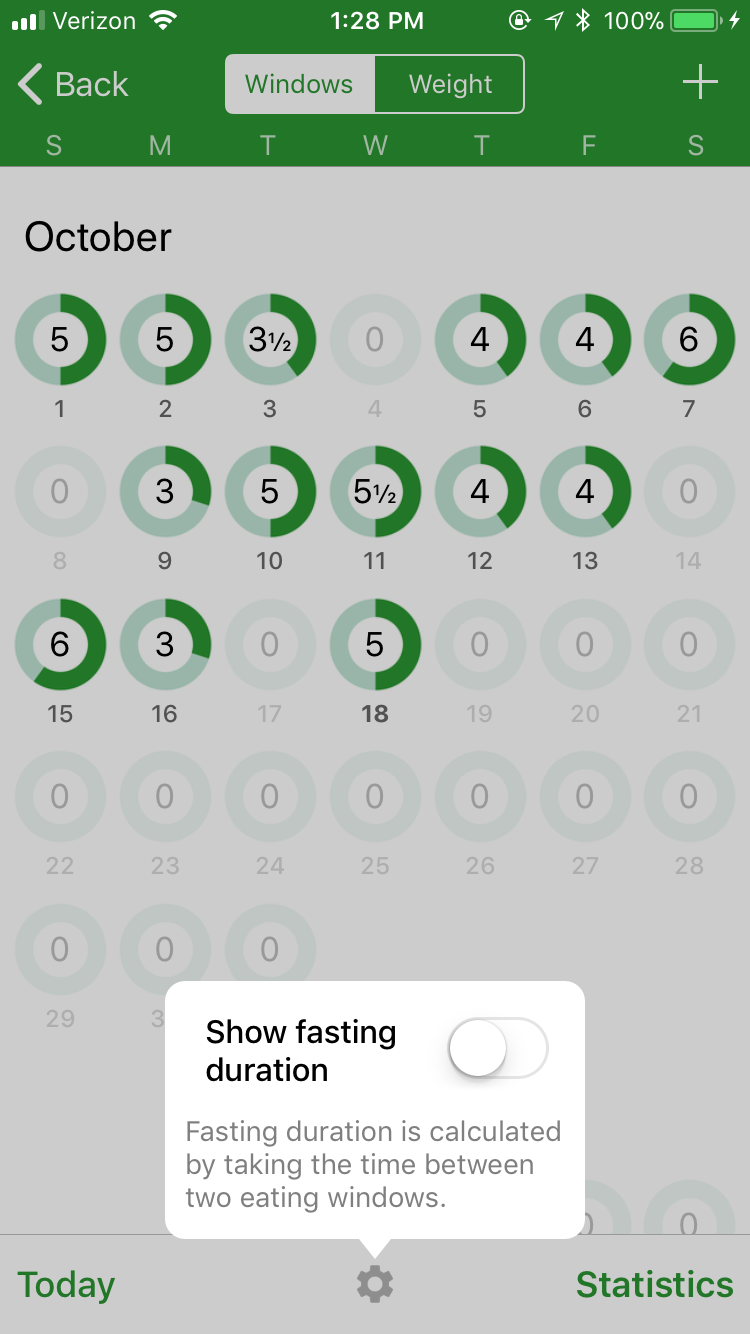 Verizon 1:28 PM 100%
Back Windows Weight
S M T W T F S
October
5 5 3½ 0 4 4 6
1 2 3 4 5 6 7
0 3 5 5½ 4 4 0
8 9 10 11 12 13 14
6 3 0 5 0 0 0
15 16 17 18 19 20 21
0 0 0 0 0 0 0
22 23 24 25 26 27 28
0 0 0
29
Show fasting
duration
Fasting duration is calculated
by taking the time between
two eating windows.
0
Today Statistics